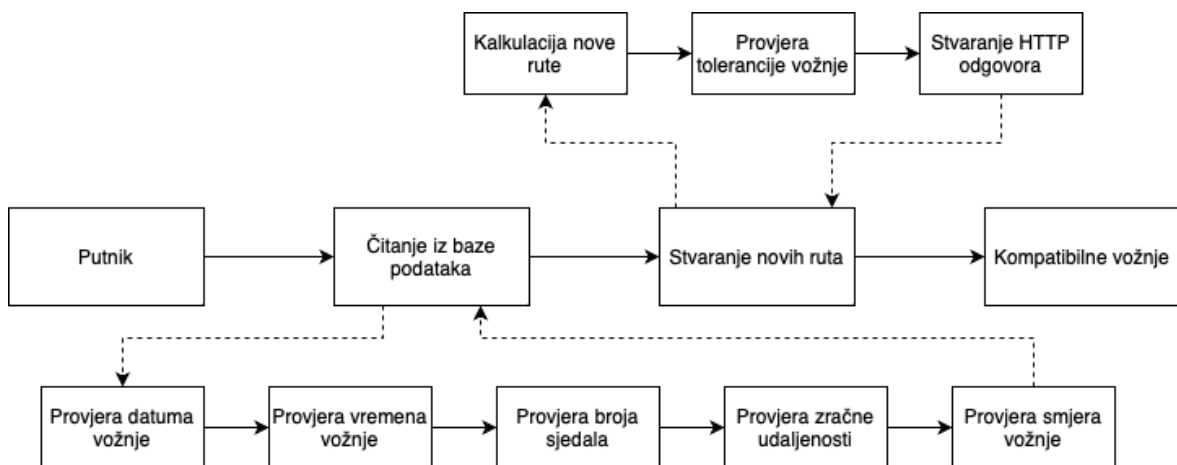 Kalkulacija nove
rute
Provjera
tolerancije vožnje
Stvaranje HTTP
odgovora
Putnik
Čitanje iz baze
podataka
Stvaranje novih ruta
Kompatibilne vožnje
Provjera datuma
vožnje
Provjera vremena
vožnje
Provjera broja
sjedala
Provjera zračne
udaljenosti
Provjera smjera
vožnje